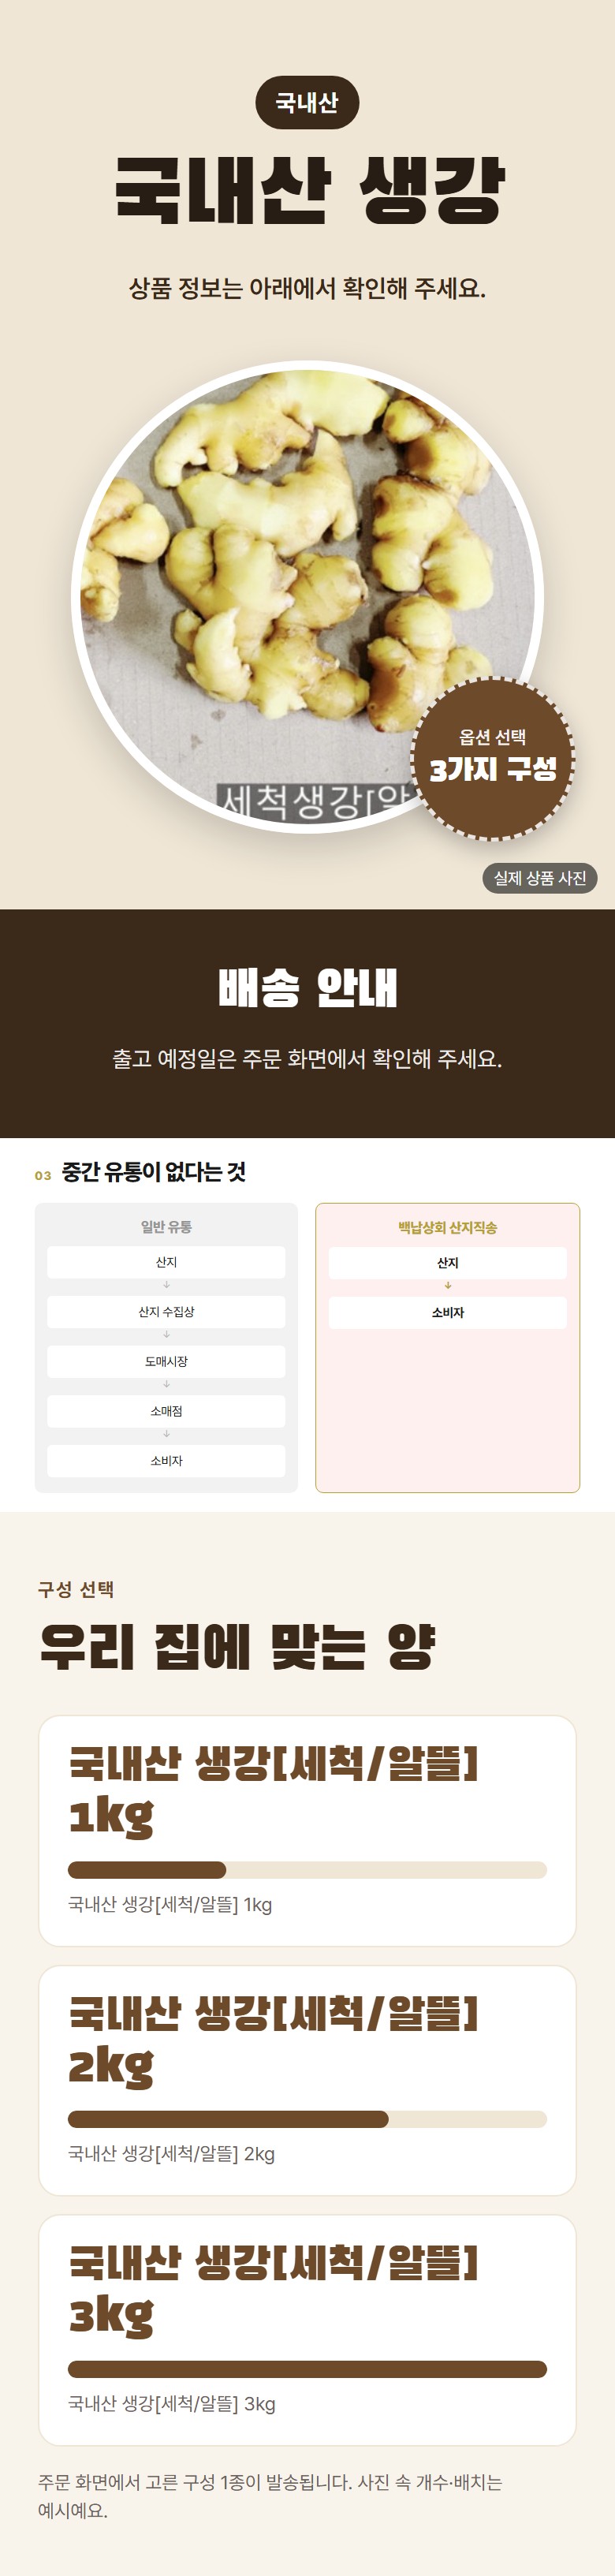 국내산
국내산 생강
상품 정보는 아래에서 확인해 주세요.
세척생강[알
옵션 선택
3가지 구성
실제 상품 사진
배송 안내
출고 예정일은 주문 화면에서 확인해 주세요.
03 중간 유통이 없다는 것
일반 유통
산지
↓
산지 수집상
↓
도매시장
↓
소매점
↓
소비자
백납상회 산지직송
산지
↓
소비자
구성 선택
우리 집에 맞는 양
국내산 생강[세척/알뜰]
1kg
국내산 생강[세척/알뜰] 1kg
국내산 생강[세척/알뜰]
2kg
국내산 생강[세척/알뜰] 2kg
국내산 생강[세척/알뜰]
3kg
국내산 생강[세척/알뜰] 3kg
주문 화면에서 고른 구성 1종이 발송됩니다. 사진 속 개수·배치는
예시예요.